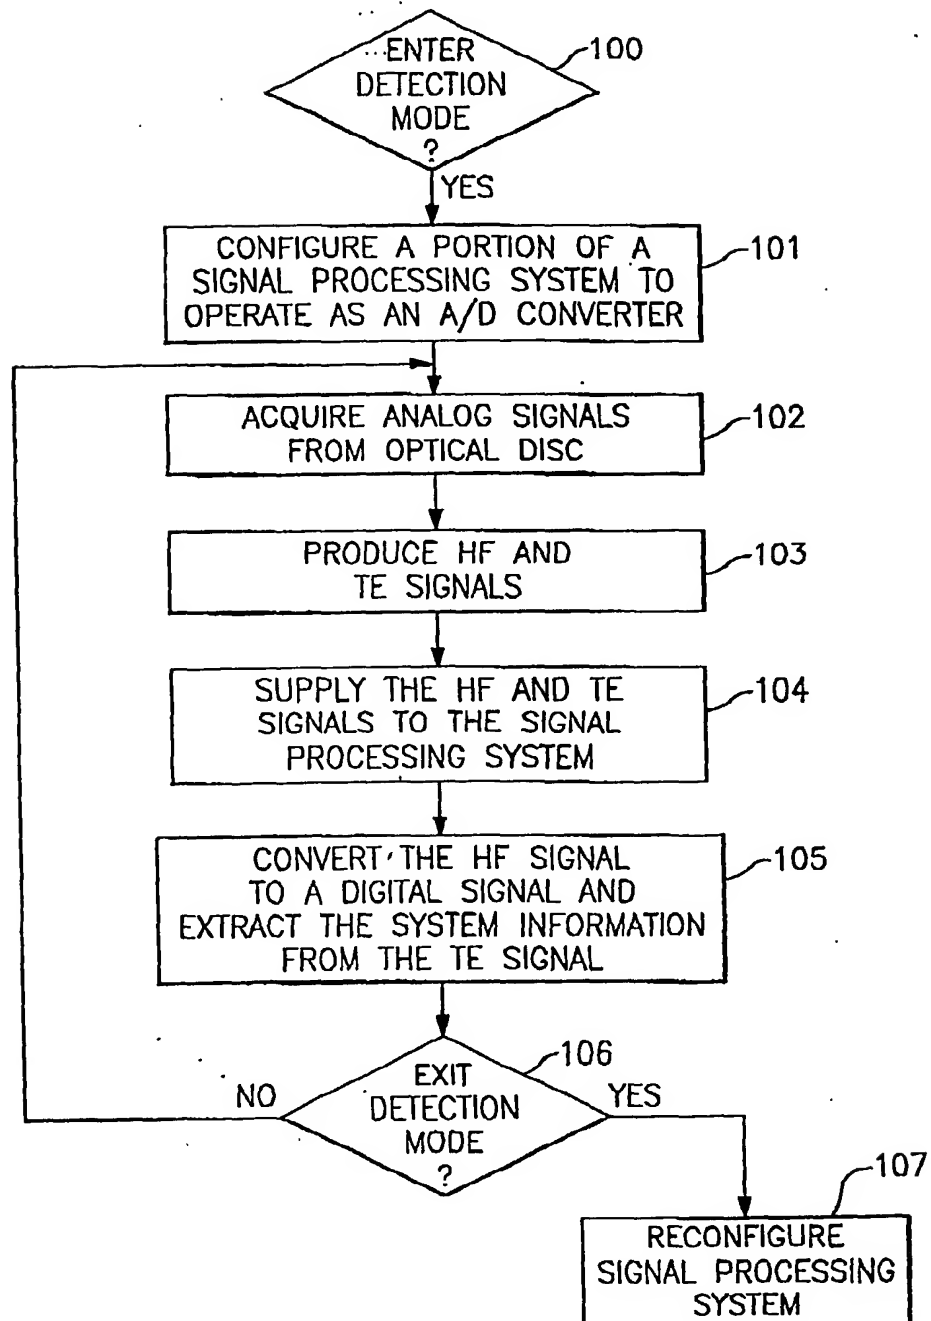 ENTER
DETECTION
MODE
?
100
YES
CONFIGURE A PORTION OF A
SIGNAL PROCESSING SYSTEM TO
OPERATE AS AN A/D CONVERTER
101
ACQUIRE ANALOG SIGNALS
FROM OPTICAL DISC
102
PRODUCE HF AND
TE SIGNALS
103
SUPPLY THE HF AND TE
SIGNALS TO THE SIGNAL
PROCESSING SYSTEM
104
CONVERT THE HF SIGNAL
TO A DIGITAL SIGNAL AND
EXTRACT THE SYSTEM INFORMATION
FROM THE TE SIGNAL
105
EXIT
DETECTION
MODE
?
106
NO
YES
107
RECONFIGURE
SIGNAL PROCESSING
SYSTEM